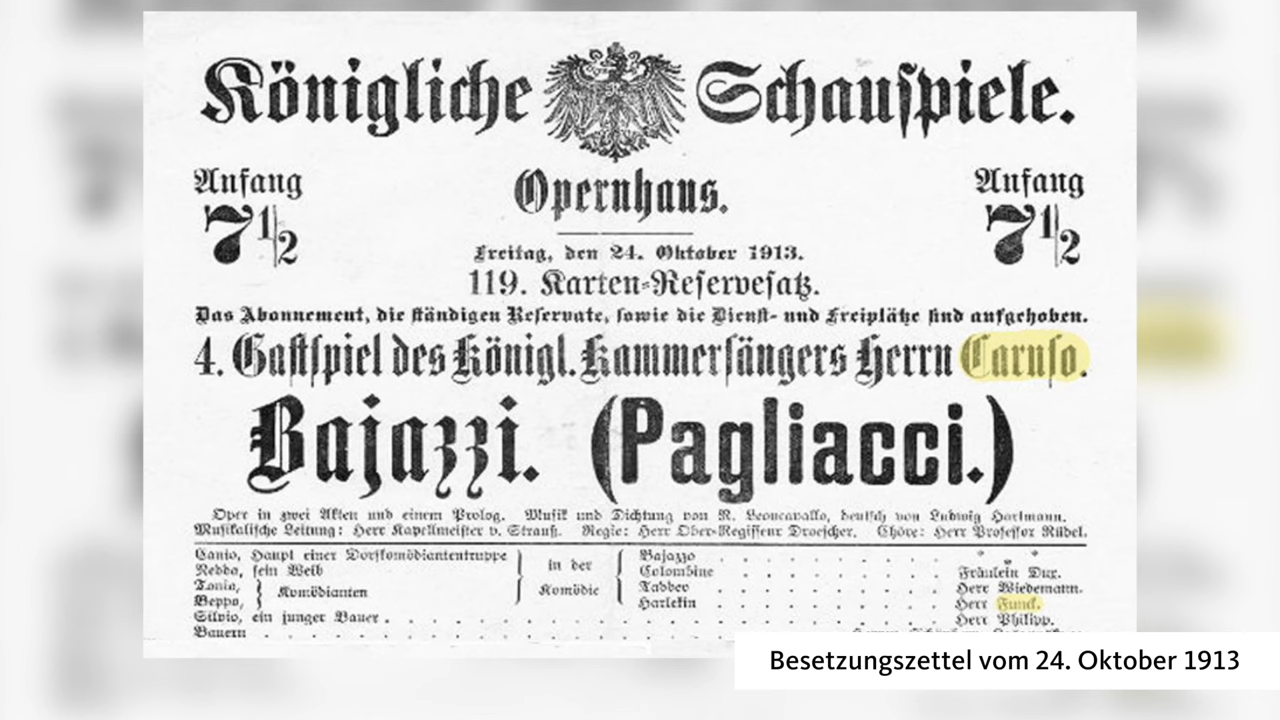 Königliche Schauspiele.
Anfang
7 1/2
Opernhaus.
Anfang
7 1/2
Freitag, den 24. Oktober 1913.
119. Karten-Reservesatz.
Das Abonnement, die ständigen Reservate, sowie die Dienst- und Freiplätze sind aufgehoben.
4. Gastspiel des Königl. Kammersängers Herrn Caruso.
Bajazzi. (Pagliacci.)
Oper in zwei Akten und einem Prolog. Musik und Dichtung von R. Leoncavallo, deutsch von Ludwig Hartmann.
Musikalische Leitung: Herr Kapellmeister v. Strauß. Regie: Herr Ober-Regisseur Droescher. Chöre: Herr Professor Rüdel.
Canio, Haupt einer Dorfkomödiantentruppe } in der Komödie { Bajazzo . . . . . * * *
Nedda, sein Weib Colombine . . . . . Fräulein Dux.
Tonio, } Komödianten Taddeo . . . . . Herr Wiedemann.
Beppo, Harlekin . . . . . Herr Funck.
Silvio, ein junger Bauer . . . . . Herr Philipp.
Bauern . . . . .
Besetzungszettel vom 24. Oktober 1913